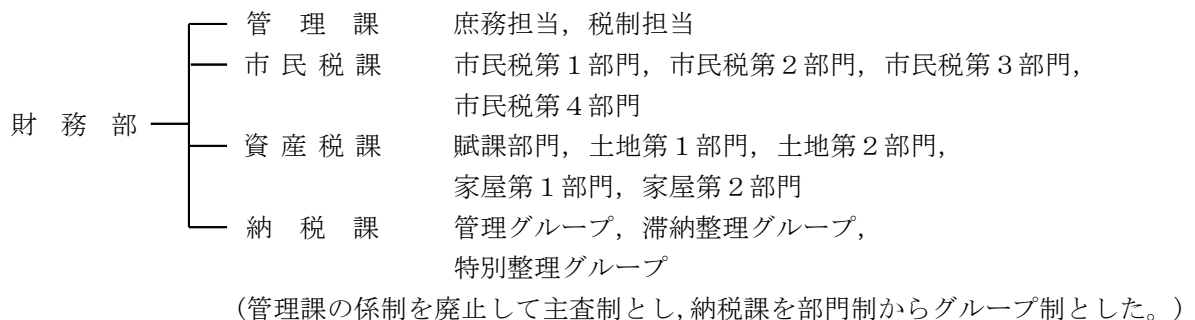 管理課 庶務担当，税制担当
市民税課 市民税第１部門，市民税第２部門，市民税第３部門，
市民税第４部門
財務部
資産税課 賦課部門，土地第１部門，土地第２部門，
家屋第１部門，家屋第２部門
納税課 管理グループ，滞納整理グループ，
特別整理グループ
（管理課の係制を廃止して主査制とし，納税課を部門制からグループ制とした。）